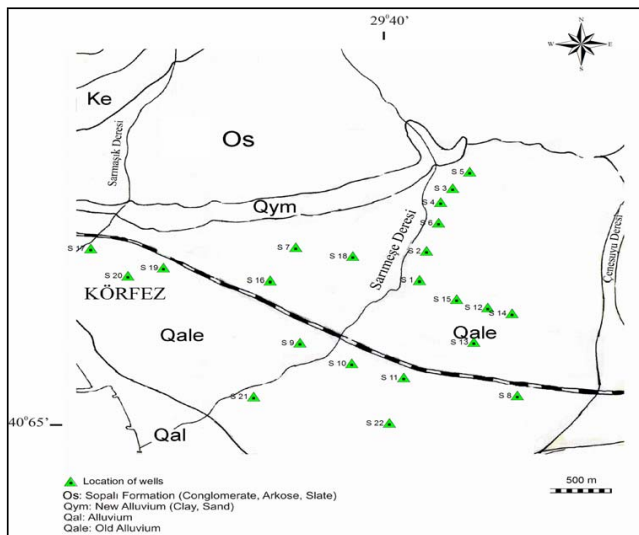 29°40'
N
W E
S
Ke
Sarmaşık Deresi
Os
Qym
S 5
S 3
S 4
S 6
Sarımeşe Deresi
Çenesuyu Deresi
S 17
S 7
S 18
S 2
S 20
S 19
S 16
S 1
KÖRFEZ
S 15
S 12
S 14
Qale
Qale
S 9
S 13
S 10
S 11
S 21
S 8
40°65'
Qal
S 22
Location of wells
Os: Sopalı Formation (Conglomerate, Arkose, Slate)
Qym: New Alluvium (Clay, Sand)
Qal: Alluvium
Qale: Old Alluvium
500 m